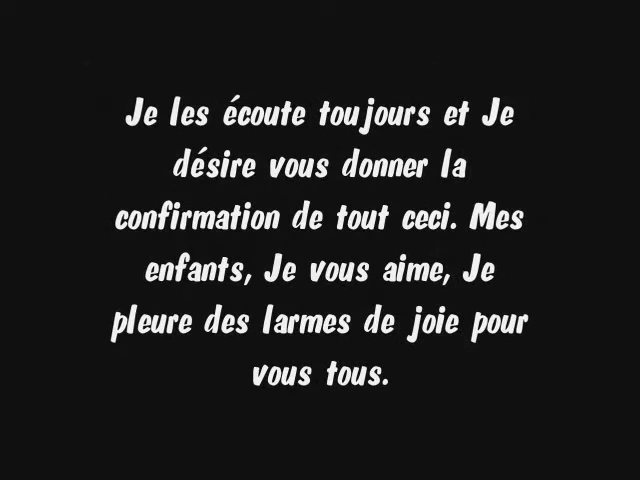 Je les écoute toujours et Je
désire vous donner la
confirmation de tout ceci. Mes
enfants, Je vous aime, Je
pleure des larmes de joie pour
vous tous.